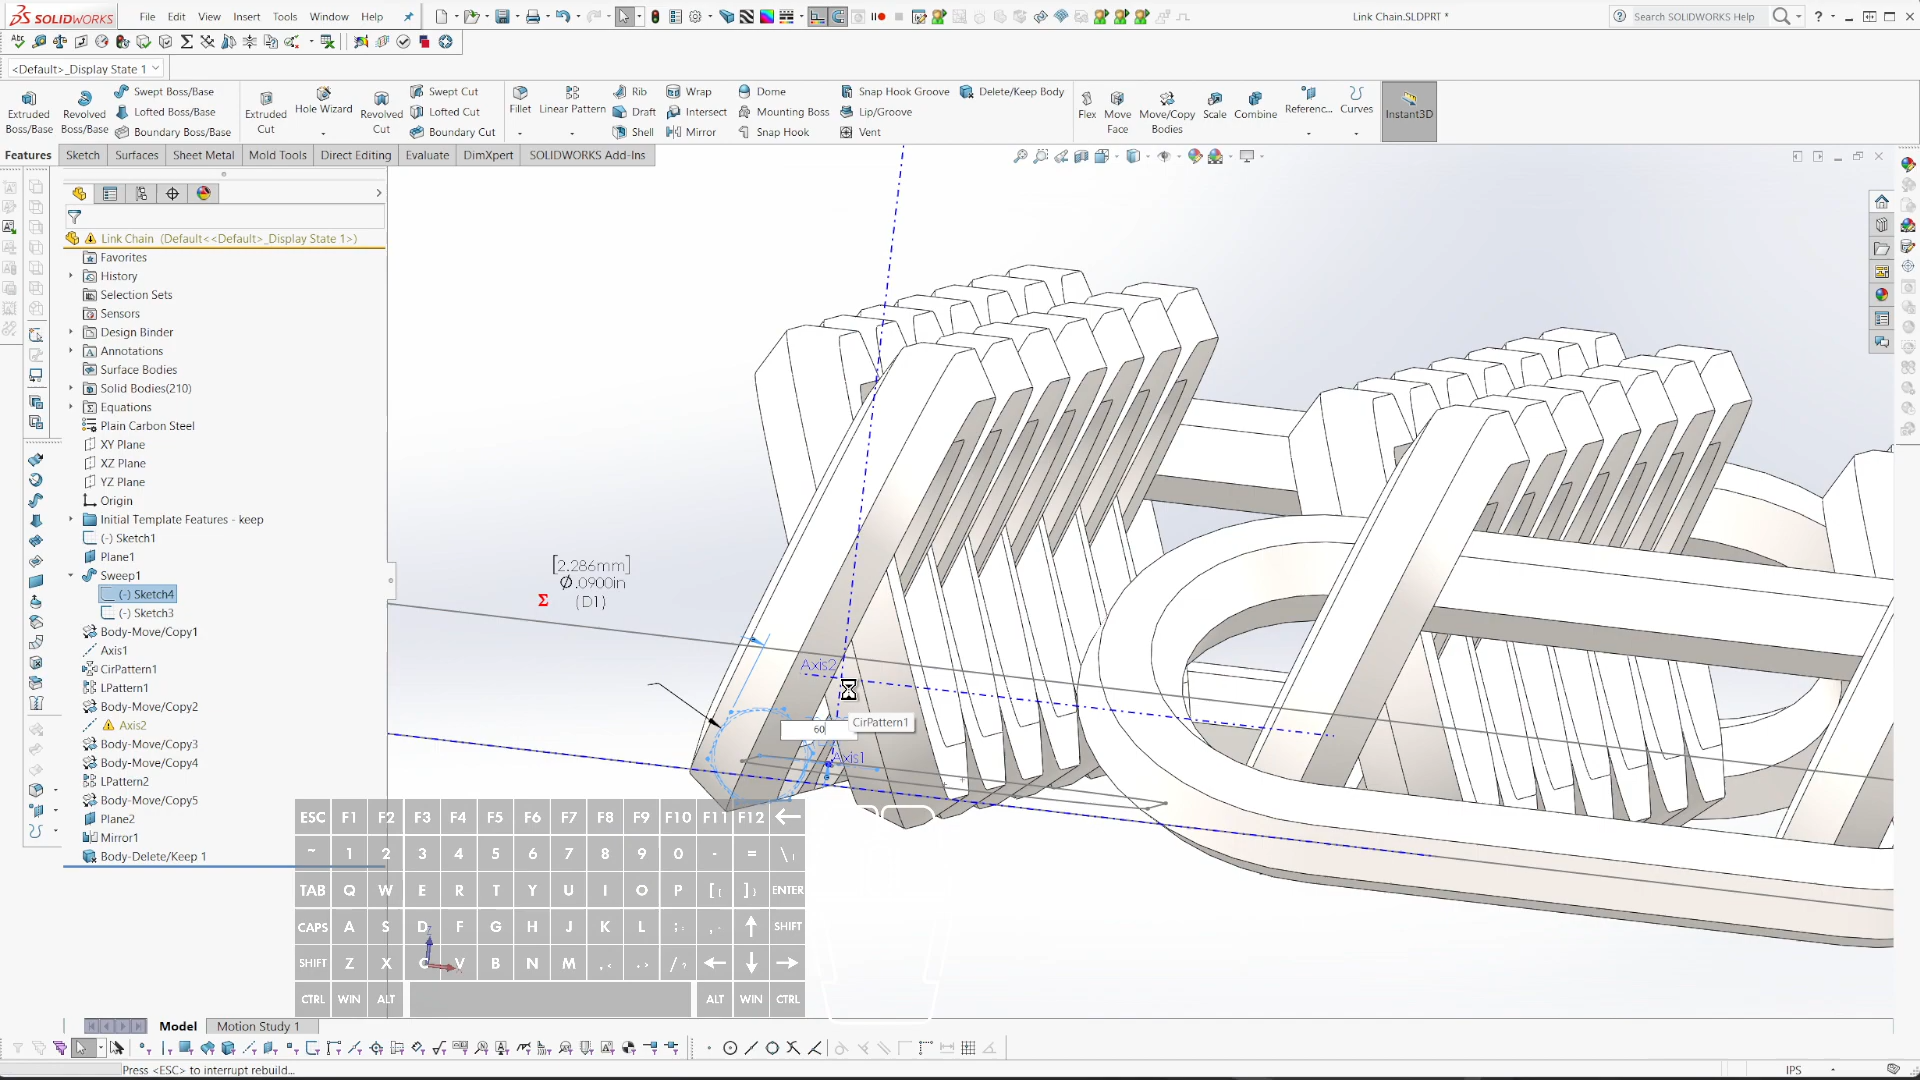 SOLIDWORKS File Edit View Insert Tools Window Help Link Chain.SLDPRT * Search SOLIDWORKS Help
<Default>_Display State 1
Extruded Boss/Base
Revolved Boss/Base
Swept Boss/Base
Lofted Boss/Base
Boundary Boss/Base
Extruded Cut
Hole Wizard
Revolved Cut
Swept Cut
Lofted Cut
Boundary Cut
Fillet
Linear Pattern
Rib
Draft
Shell
Wrap
Intersect
Mirror
Dome
Mounting Boss
Snap Hook
Snap Hook Groove
Lip/Groove
Vent
Delete/Keep Body
Flex
Move Face
Move/Copy Bodies
Scale
Combine
Referenc...
Curves
Instant3D
Features Sketch Surfaces Sheet Metal Mold Tools Direct Editing Evaluate DimXpert SOLIDWORKS Add-Ins
Link Chain (Default<<Default>_Display State 1>)
Favorites
History
Selection Sets
Sensors
Design Binder
Annotations
Surface Bodies
Solid Bodies(210)
Equations
Plain Carbon Steel
XY Plane
XZ Plane
YZ Plane
Origin
Initial Template Features - keep
(-) Sketch1
Plane1
Sweep1
(-) Sketch4
(-) Sketch3
Body-Move/Copy1
Axis1
CirPattern1
LPattern1
Body-Move/Copy2
Axis2
Body-Move/Copy3
Body-Move/Copy4
LPattern2
Body-Move/Copy5
Plane2
Mirror1
Body-Delete/Keep 1
[2.286mm]
Ø.0900in
Σ (D1)
Axis2
60
CirPattern1
Axis1
ESC F1 F2 F3 F4 F5 F6 F7 F8 F9 F10 F11 F12 ←
~ 1 2 3 4 5 6 7 8 9 0 - = \|
TAB Q W E R T Y U I O P [{ ]} ENTER
CAPS A S D F G H J K L ;: ,. ↑ SHIFT
SHIFT Z X C V B N M ,< .> /? ← ↓ →
CTRL WIN ALT ALT WIN CTRL
Model Motion Study 1
Press <ESC> to interrupt rebuild...
IPS